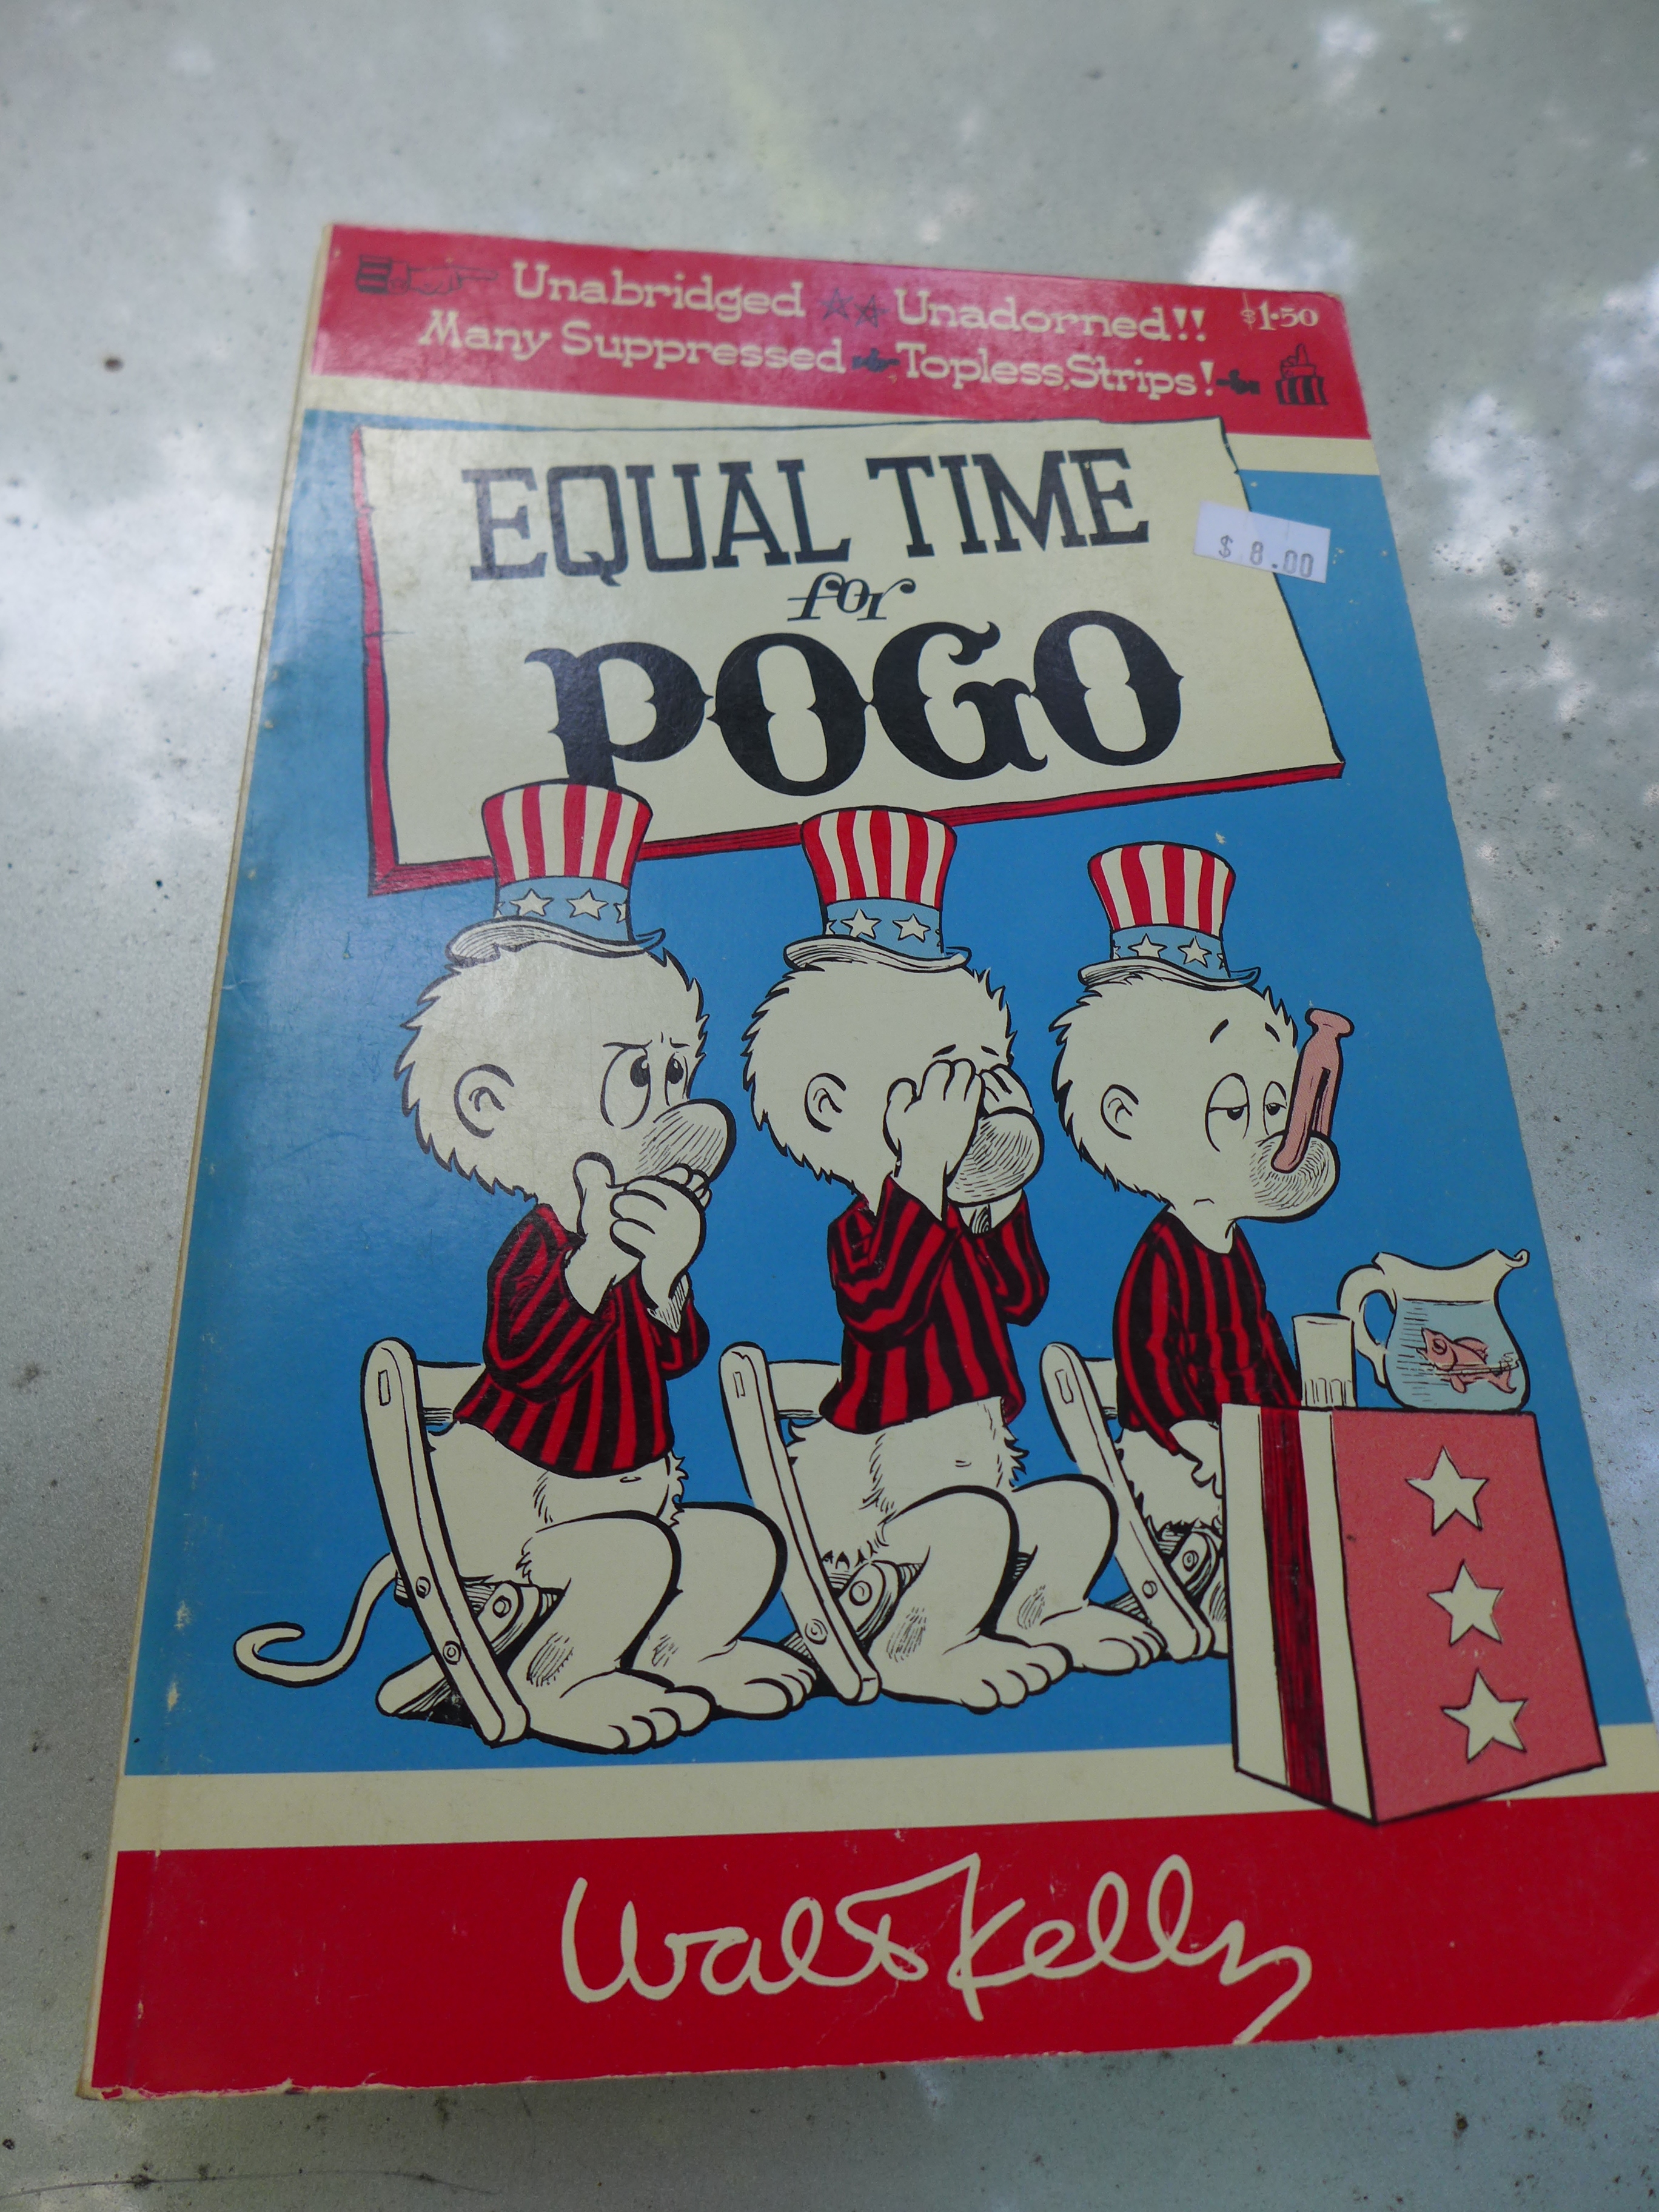 Unabridged Unadorned!! $1.50
Many Suppressed Topless Strips!
EQUAL TIME
$ 8.00
for
POGO
Walt Kelly